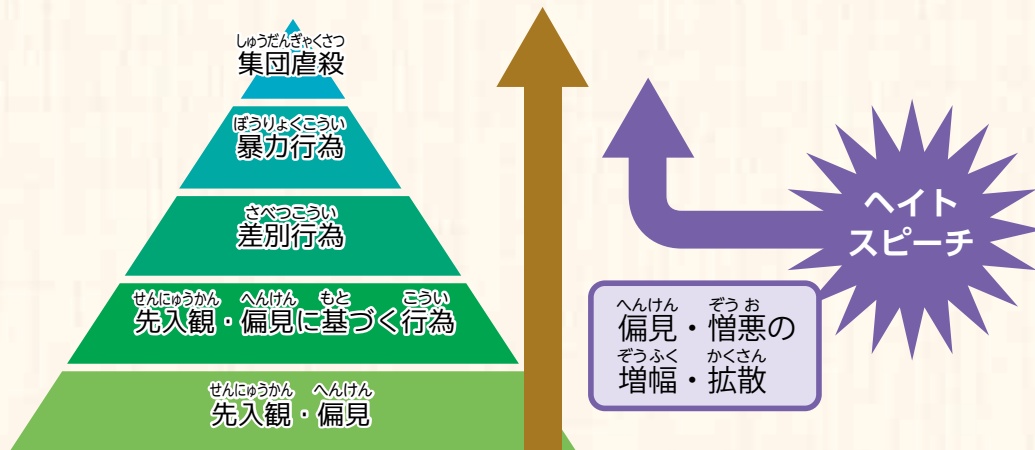 しゅうだんぎゃくさつ
集団虐殺
ぼうりょくこうい
暴力行為
さべつこうい
差別行為
せんにゅうかん へんけん もと こうい
先入観・偏見に基づく行為
せんにゅうかん へんけん
先入観・偏見
ヘイト
スピーチ
へんけん ぞうお
偏見・憎悪の
ぞうふく かくさん
増幅・拡散